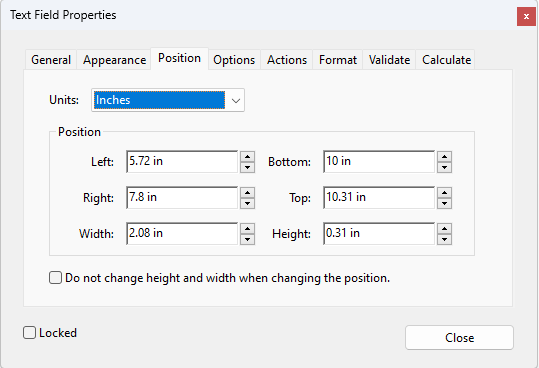 Text Field Properties
x
General Appearance Position Options Actions Format Validate Calculate
Units: Inches
Position
Left: 5.72 in Bottom: 10 in
Right: 7.8 in Top: 10.31 in
Width: 2.08 in Height: 0.31 in
Do not change height and width when changing the position.
Locked
Close